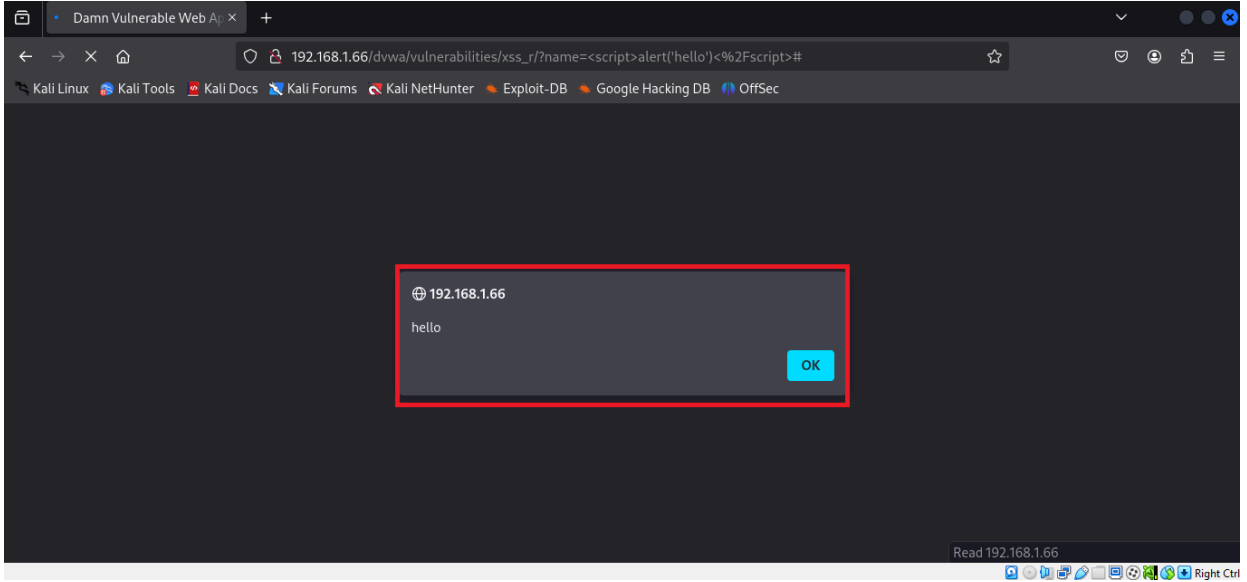 Damn Vulnerable Web Ap
192.168.1.66/dvwa/vulnerabilities/xss_r/?name=<script>alert('hello')<%2Fscript>#
Kali Linux Kali Tools Kali Docs Kali Forums Kali NetHunter Exploit-DB Google Hacking DB OffSec
192.168.1.66
hello
OK
Read 192.168.1.66
Right Ctrl